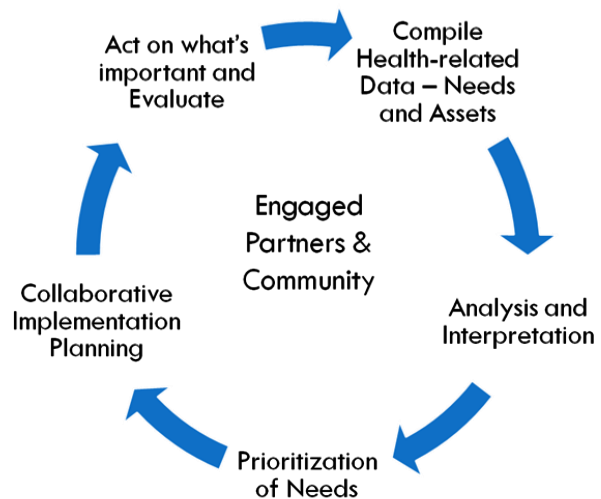 Act on what's
important and
Evaluate
Compile
Health-related
Data – Needs
and Assets
Engaged
Partners &
Community
Analysis and
Interpretation
Prioritization
of Needs
Collaborative
Implementation
Planning